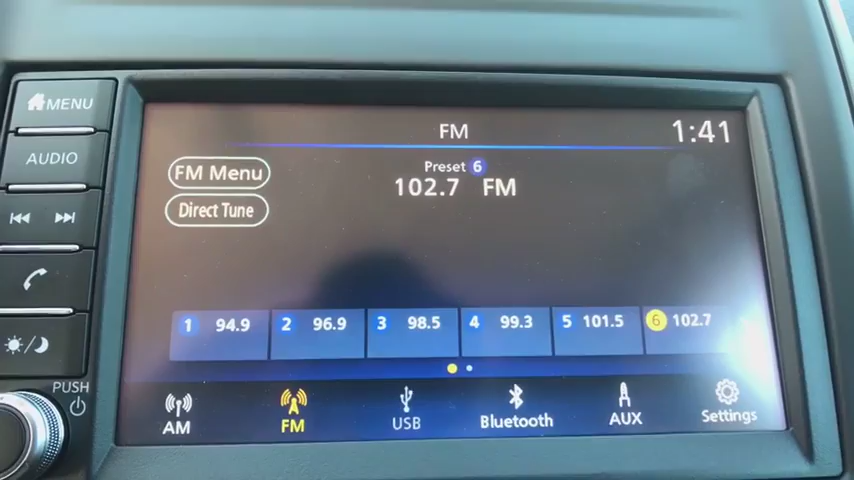 MENU
AUDIO
PUSH
FM
1:41
FM Menu
Preset 6
102.7 FM
Direct Tune
1 94.9
2 96.9
3 98.5
4 99.3
5 101.5
6 102.7
AM
FM
USB
Bluetooth
AUX
Settings